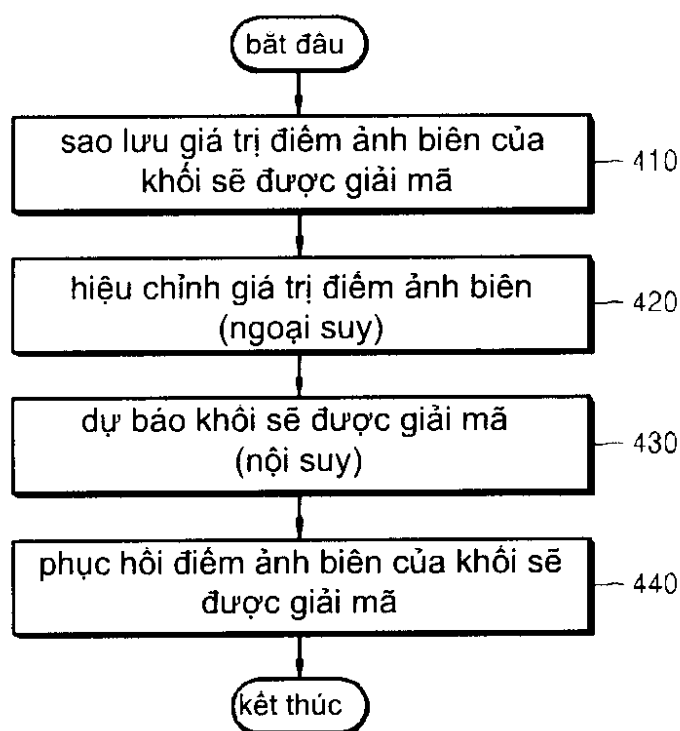 bắt đầu
sao lưu giá trị điểm ảnh biên của
khối sẽ được giải mã
410
hiệu chỉnh giá trị điểm ảnh biên
(ngoại suy)
420
dự báo khối sẽ được giải mã
(nội suy)
430
phục hồi điểm ảnh biên của khối sẽ
được giải mã
440
kết thúc